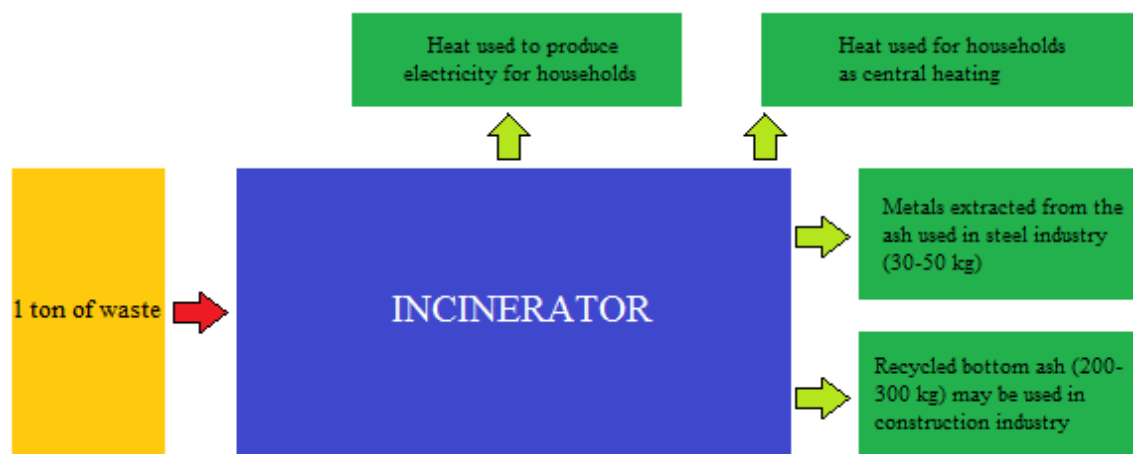 Heat used to produce
electricity for households
Heat used for households
as central heating
1 ton of waste
INCINERATOR
Metals extracted from the
ash used in steel industry
(30-50 kg)
Recycled bottom ash (200-
300 kg) may be used in
construction industry